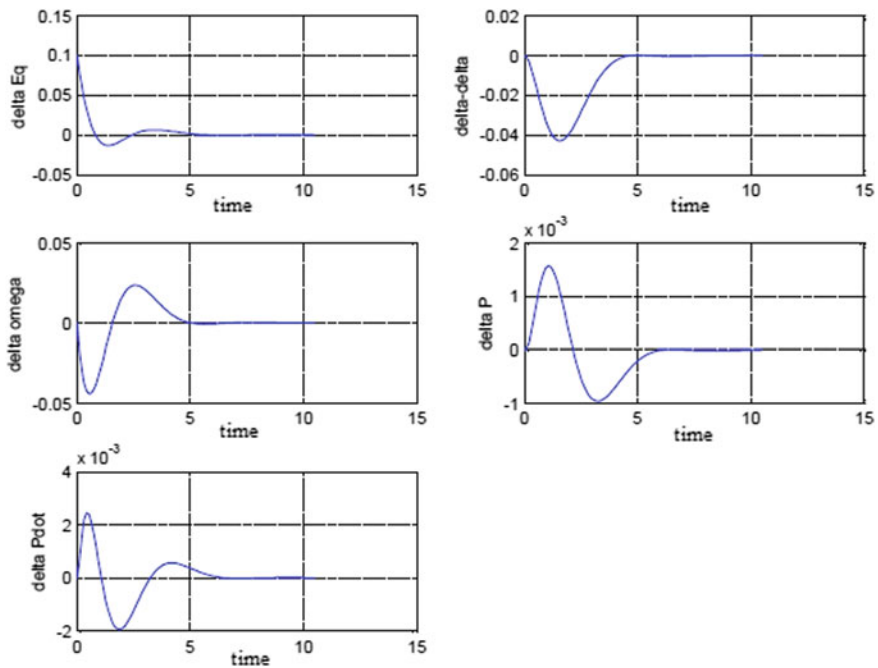 0.15
0.1
0.05
0
-0.05
delta Eq
0 5 10 15
time
0.02
0
-0.02
-0.04
-0.06
delta-delta
0 5 10 15
time
0.05
0
-0.05
delta omega
0 5 10 15
time
x 10^-3
2
1
0
-1
delta P
0 5 10 15
time
x 10^-3
4
2
0
-2
delta Pdot
0 5 10 15
time